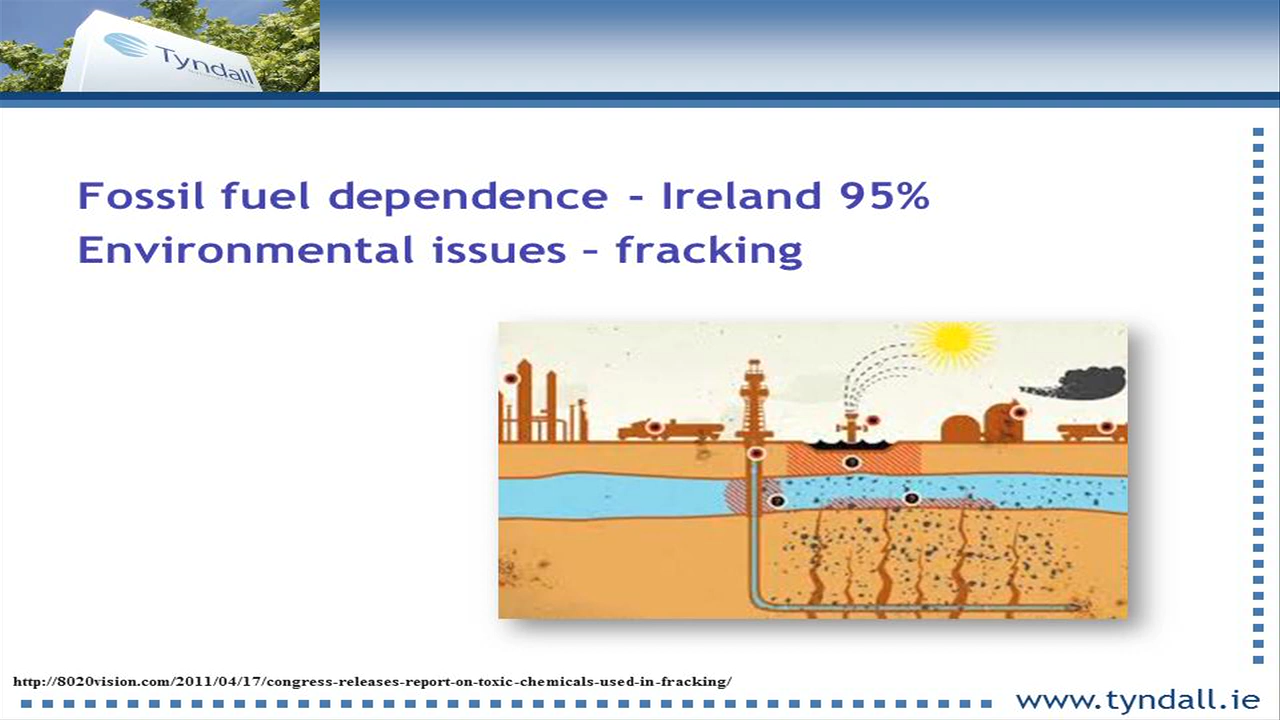 Tyndall
Fossil fuel dependence - Ireland 95%
Environmental issues – fracking
?
?
?
http://8020vision.com/2011/04/17/congress-releases-report-on-toxic-chemicals-used-in-fracking/
www.tyndall.ie